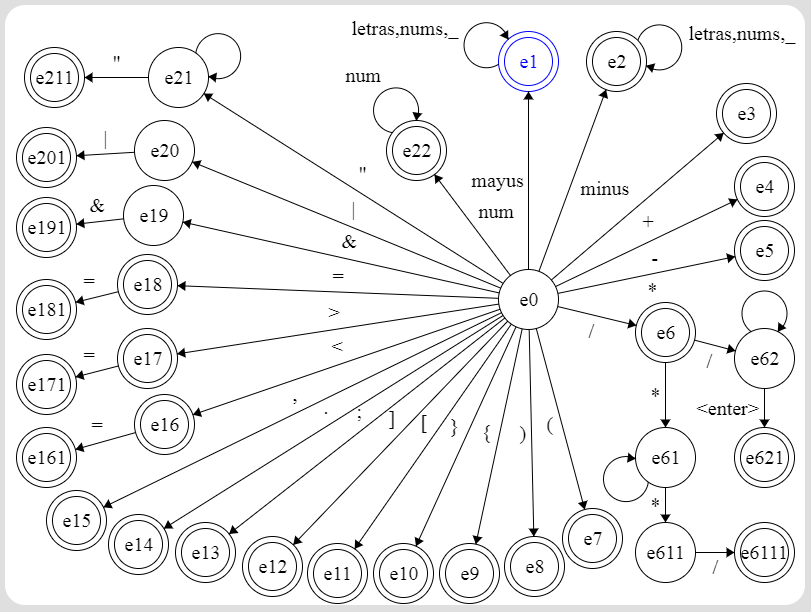 letras,nums,_
e1
e2
letras,nums,_
"
e211
e21
num
e3
|
e201
e20
e22
"
mayus
num
minus
e4
&
e191
e19
|
&
+
e5
-
=
e181
e18
=
*
e0
>
/
e6
e62
/
=
e171
e17
<
*
<enter>
=
e161
e16
,
.
;
]
[
}
{
)
(
e61
e621
*
e15
e14
e13
e12
e11
e10
e9
e8
e7
e611
/
e6111